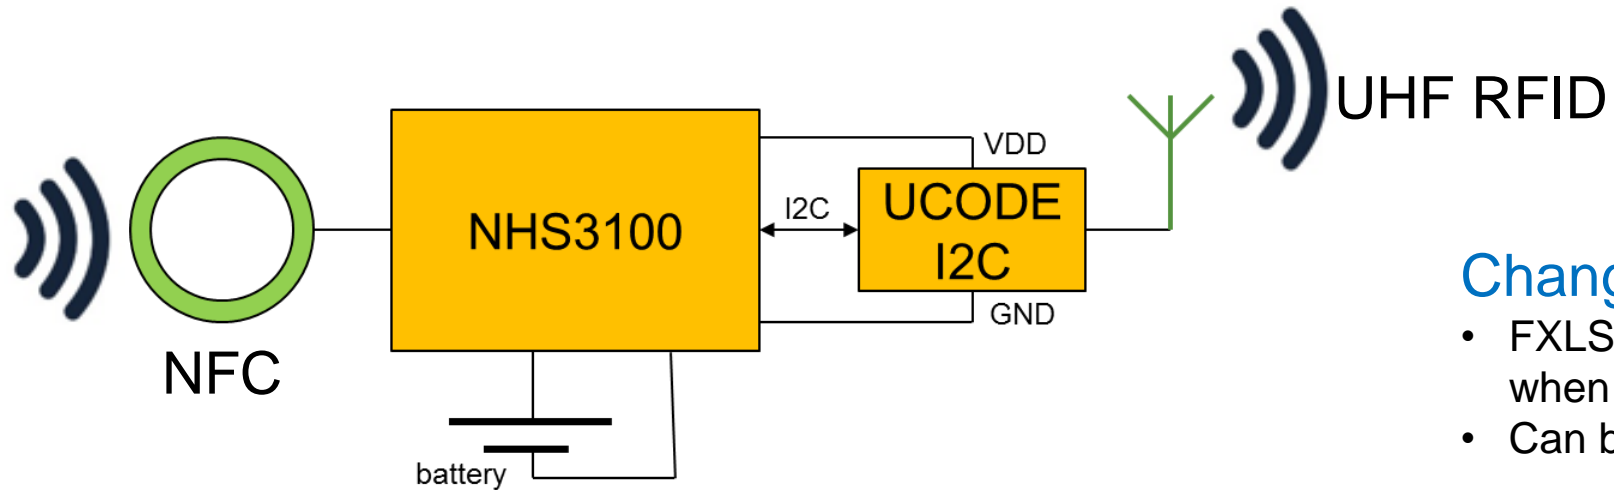 UHF RFID
VDD
NHS3100
I2C
UCODE
I2C
GND
NFC
battery
• FXLS
when
• Can